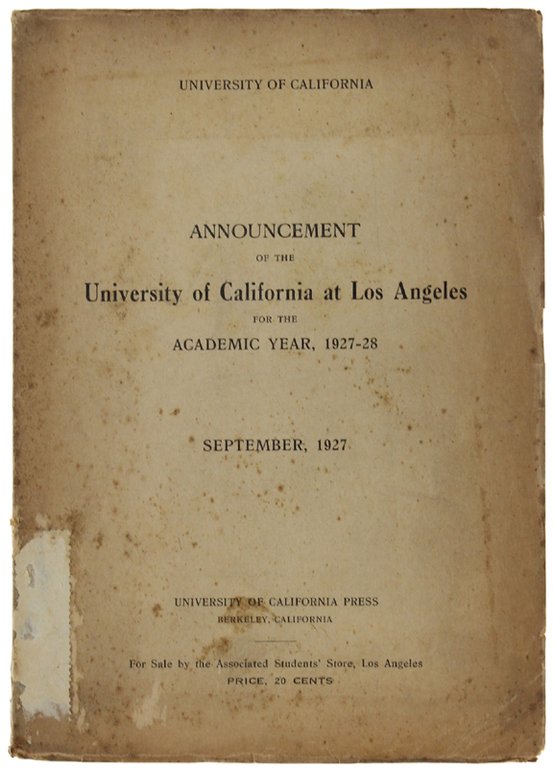 UNIVERSITY OF CALIFORNIA
ANNOUNCEMENT
OF THE
University of California at Los Angeles
FOR THE
ACADEMIC YEAR, 1927-28
SEPTEMBER, 1927
UNIVERSITY OF CALIFORNIA PRESS
BERKELEY, CALIFORNIA
For Sale by the Associated Students' Store, Los Angeles
PRICE, 20 CENTS